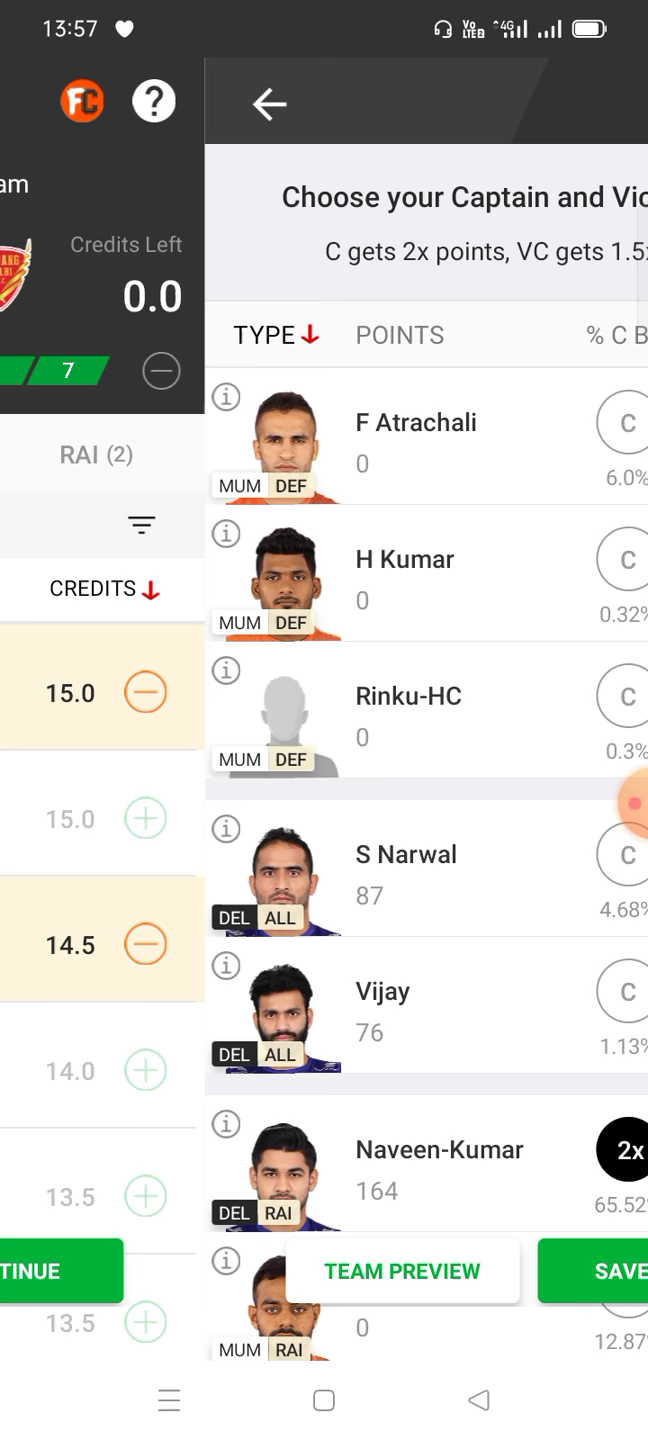 13:57
Vo LTEB 4G
FC ?
am
Credits Left
0.0
7
RAI (2)
CREDITS
15.0
15.0
14.5
14.0
13.5
TINUE
13.5
Choose your Captain and Vic
C gets 2x points, VC gets 1.5x
TYPE POINTS % C B
F Atrachali
C
0
6.0%
MUM DEF
H Kumar
C
0
0.32%
MUM DEF
Rinku-HC
C
0
0.3%
MUM DEF
S Narwal
C
87
4.68%
DEL ALL
Vijay
C
76
1.13%
DEL ALL
Naveen-Kumar
2x
164
65.52%
DEL RAI
TEAM PREVIEW
SAVE
0
12.87%
MUM RAI